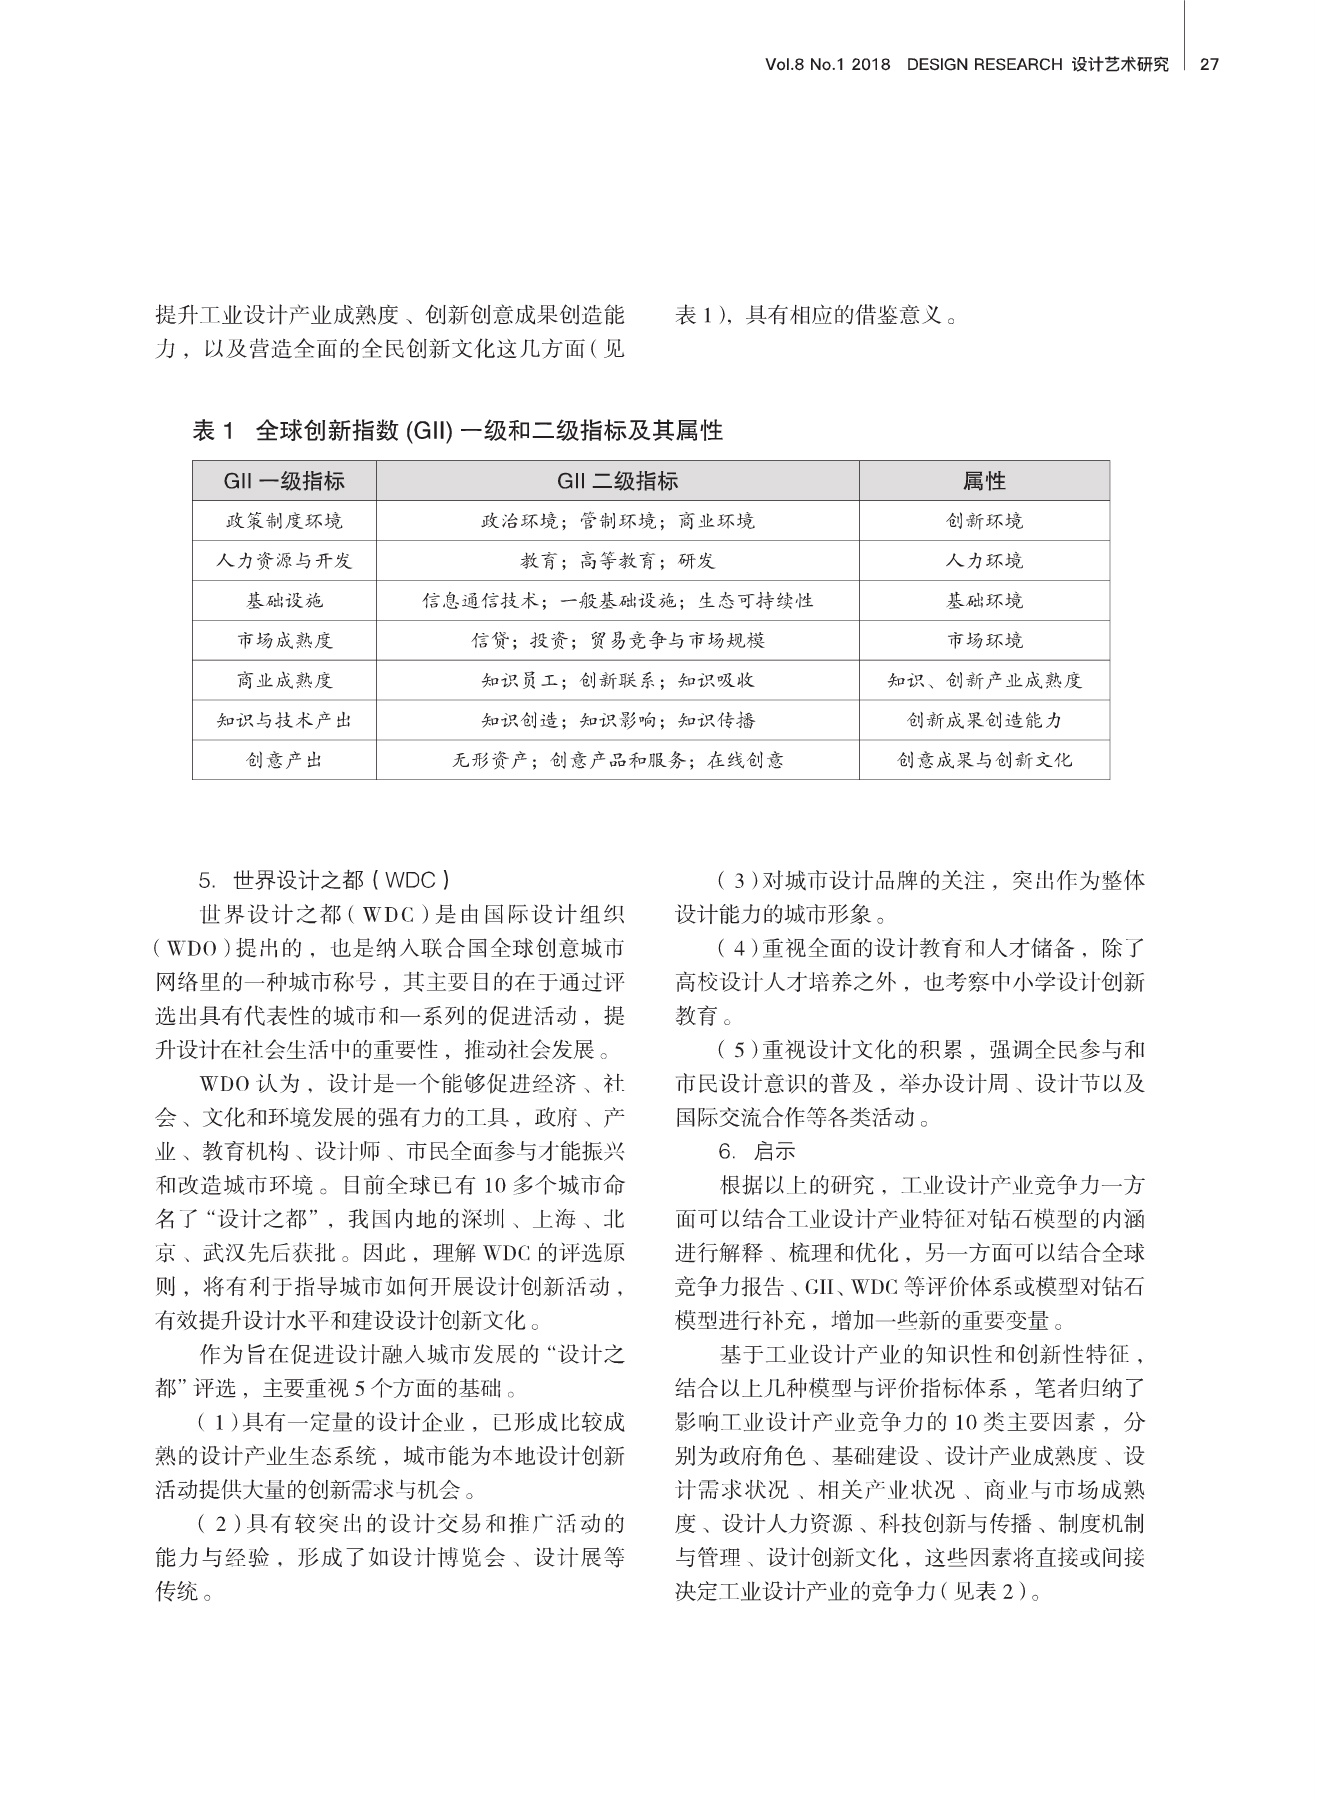 Vol.8 No.1 2018 DESIGN RESEARCH 设计艺术研究 27
提升工业设计产业成熟度、创新创意成果创造能
力，以及营造全面的全民创新文化这几方面(见
表1)，具有相应的借鉴意义。
表 1 全球创新指数 (GII) 一级和二级指标及其属性
GII 一级指标 GII 二级指标 属性
政策制度环境 政治环境；管制环境；商业环境 创新环境
人力资源与开发 教育；高等教育；研发 人力环境
基础设施 信息通信技术；一般基础设施；生态可持续性 基础环境
市场成熟度 信贷；投资；贸易竞争与市场规模 市场环境
商业成熟度 知识员工；创新联系；知识吸收 知识、创新产业成熟度
知识与技术产出 知识创造；知识影响；知识传播 创新成果创造能力
创意产出 无形资产；创意产品和服务；在线创意 创意成果与创新文化
5. 世界设计之都(WDC)
世界设计之都(WDC)是由国际设计组织
(WDO)提出的，也是纳入联合国全球创意城市
网络里的一种城市称号，其主要目的在于通过评
选出具有代表性的城市和一系列的促进活动，提
升设计在社会生活中的重要性，推动社会发展。
WDO 认为，设计是一个能够促进经济、社
会、文化和环境发展的强有力的工具，政府、产
业、教育机构、设计师、市民全面参与才能振兴
和改造城市环境。目前全球已有 10 多个城市命
名了“设计之都”，我国内地的深圳、上海、北
京、武汉先后获批。因此，理解 WDC 的评选原
则，将有利于指导城市如何开展设计创新活动，
有效提升设计水平和建设设计创新文化。
作为旨在促进设计融入城市发展的“设计之
都”评选，主要重视 5 个方面的基础。
(1)具有一定量的设计企业，已形成比较成
熟的设计产业生态系统，城市能为本地设计创新
活动提供大量的创新需求与机会。
(2)具有较突出的设计交易和推广活动的
能力与经验，形成了如设计博览会、设计展等
传统。
(3)对城市设计品牌的关注，突出作为整体
设计能力的城市形象。
(4)重视全面的设计教育和人才储备，除了
高校设计人才培养之外，也考察中小学设计创新
教育。
(5)重视设计文化的积累，强调全民参与和
市民设计意识的普及，举办设计周、设计节以及
国际交流合作等各类活动。
6. 启示
根据以上的研究，工业设计产业竞争力一方
面可以结合工业设计产业特征对钻石模型的内涵
进行解释、梳理和优化，另一方面可以结合全球
竞争力报告、GII、WDC 等评价体系或模型对钻石
模型进行补充，增加一些新的重要变量。
基于工业设计产业的知识性和创新性特征，
结合以上几种模型与评价指标体系，笔者归纳了
影响工业设计产业竞争力的 10 类主要因素，分
别为政府角色、基础建设、设计产业成熟度、设
计需求状况、相关产业状况、商业与市场成熟
度、设计人力资源、科技创新与传播、制度机制
与管理、设计创新文化，这些因素将直接或间接
决定工业设计产业的竞争力(见表 2)。